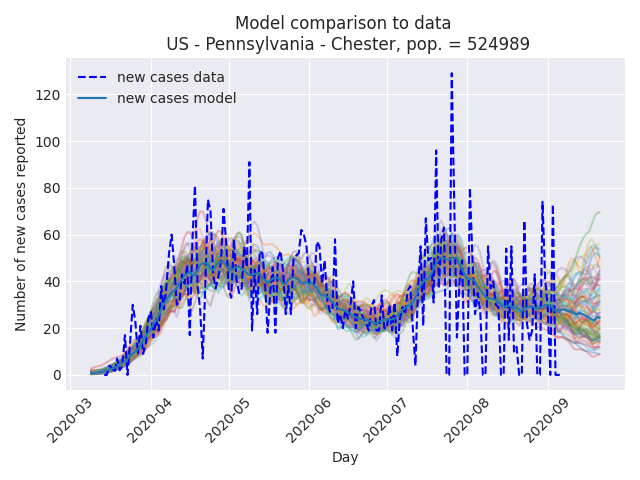 Model comparison to data
US - Pennsylvania - Chester, pop. = 524989
new cases data
new cases model
Number of new cases reported
120
100
80
60
40
20
0
2020-03
2020-04
2020-05
2020-06
2020-07
2020-08
2020-09
Day